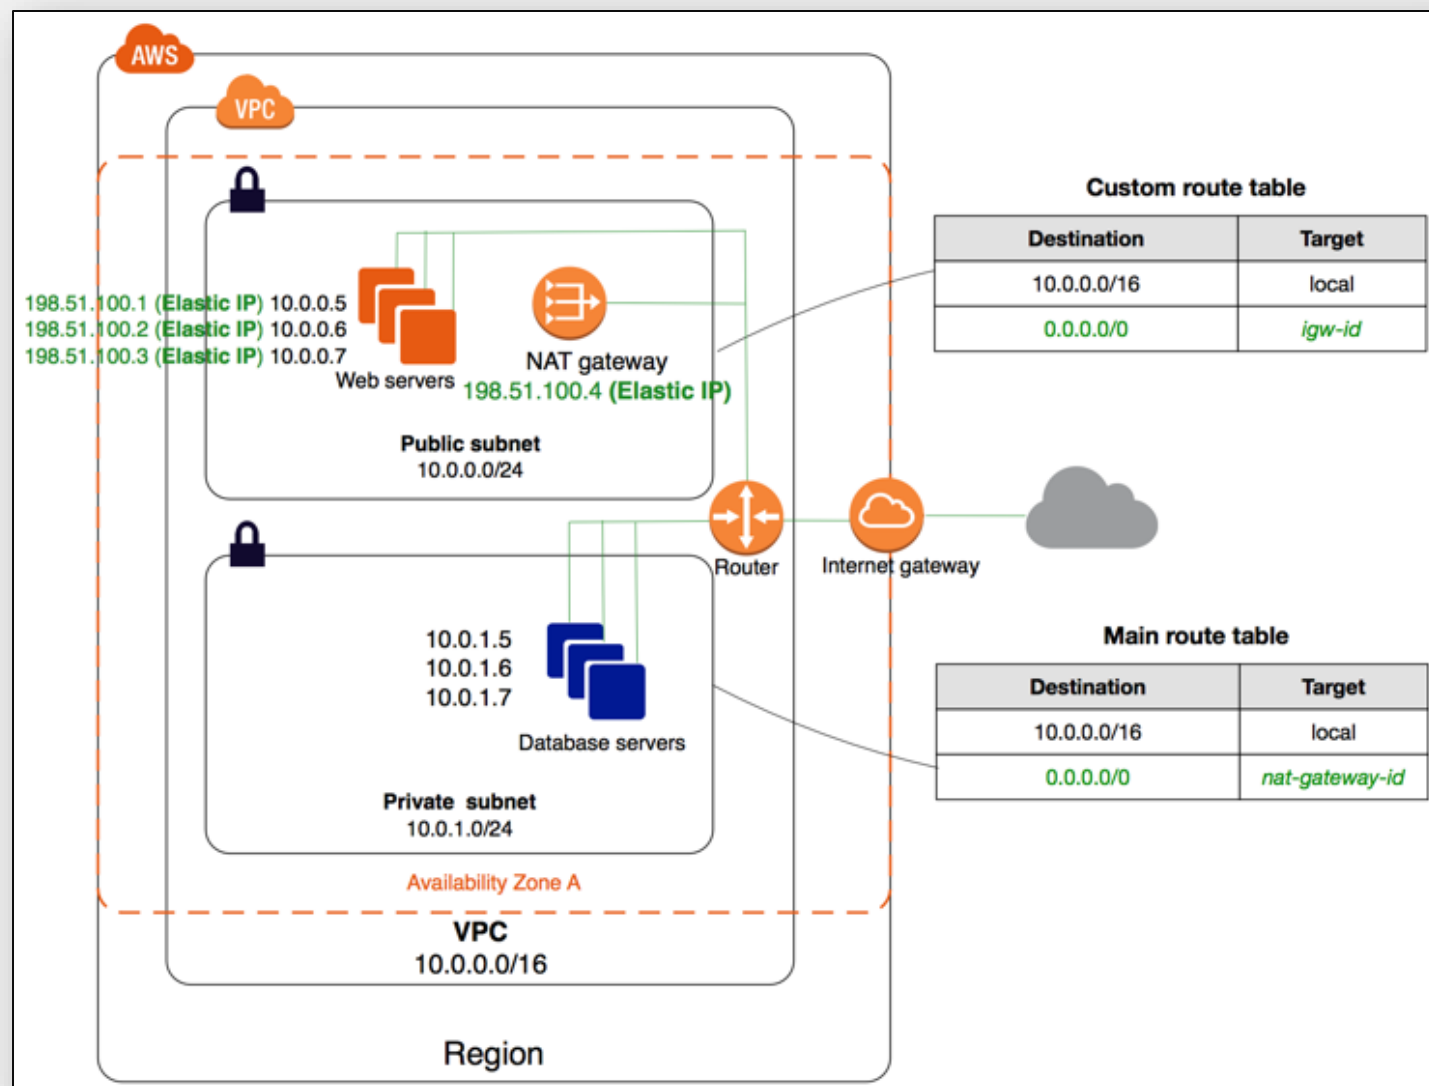 AWS
VPC
198.51.100.1 (Elastic IP) 10.0.0.5
198.51.100.2 (Elastic IP) 10.0.0.6
198.51.100.3 (Elastic IP) 10.0.0.7
Web servers
NAT gateway
198.51.100.4 (Elastic IP)
Public subnet
10.0.0.0/24
Custom route table
Destination Target
10.0.0.0/16 local
0.0.0.0/0 igw-id
Router
Internet gateway
10.0.1.5
10.0.1.6
10.0.1.7
Database servers
Private subnet
10.0.1.0/24
Main route table
Destination Target
10.0.0.0/16 local
0.0.0.0/0 nat-gateway-id
Availability Zone A
VPC
10.0.0.0/16
Region